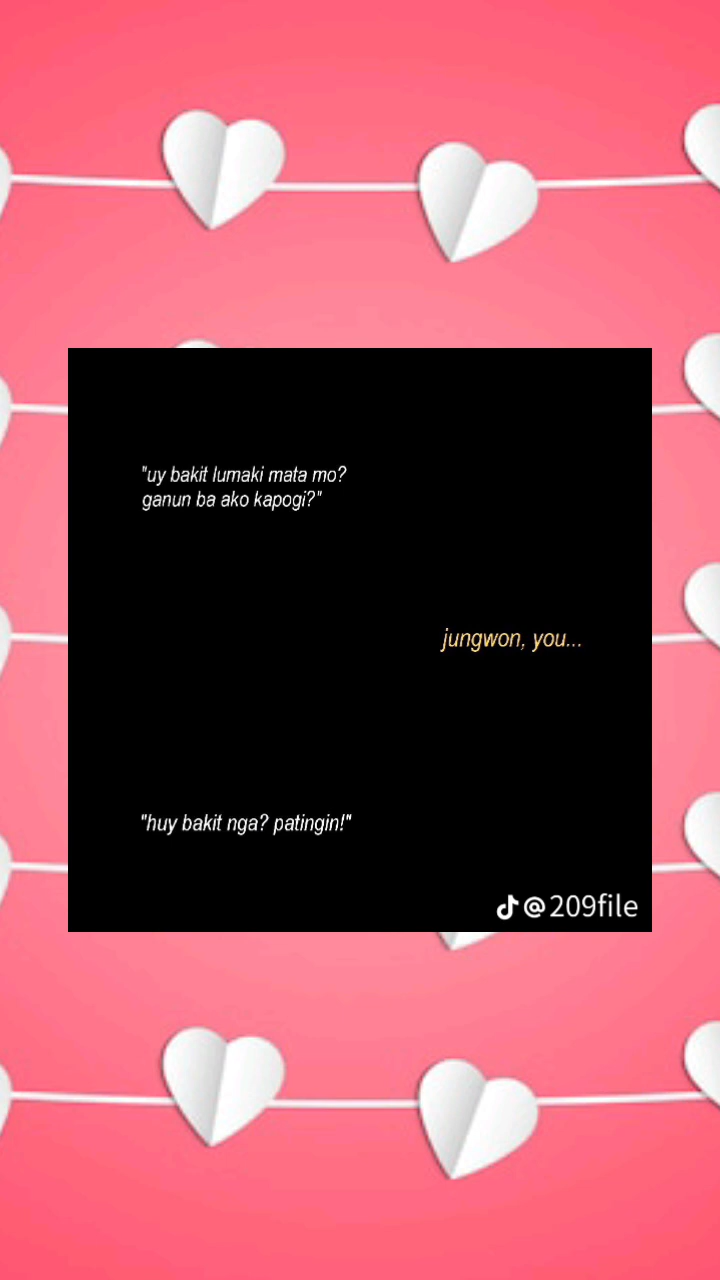 "uy bakit lumaki mata mo?
ganun ba ako kapogi?"
jungwon, you...
"huy bakit nga? patingin!"
@209file